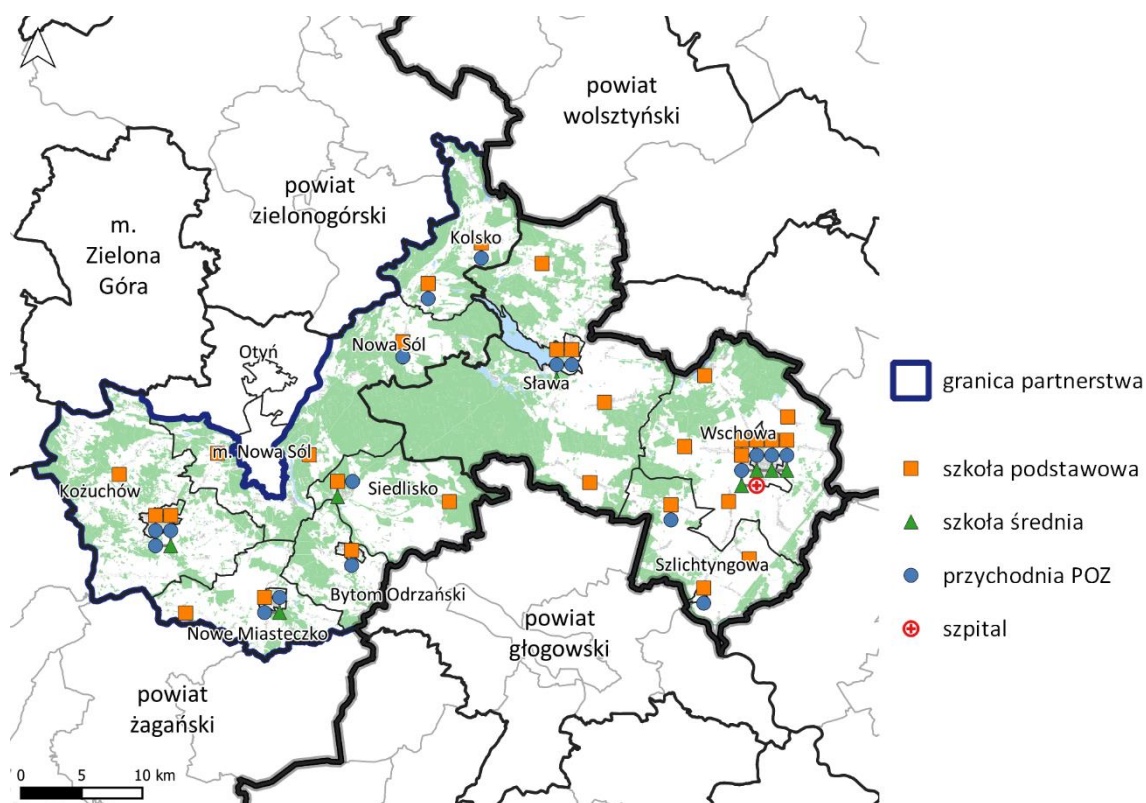 powiat
wolsztyński
powiat
zielonogórski
m.
Zielona
Góra
Kolsko
Otyń
Nowa Sól
Sława
m. Nowa Sól
Wschowa
Kożuchów
Siedlisko
Szlichtyngowa
Bytom Odrzański
Nowe Miasteczko
powiat
głogowski
powiat
żagański
0 5 10 km
granica partnerstwa
szkoła podstawowa
szkoła średnia
przychodnia POZ
szpital